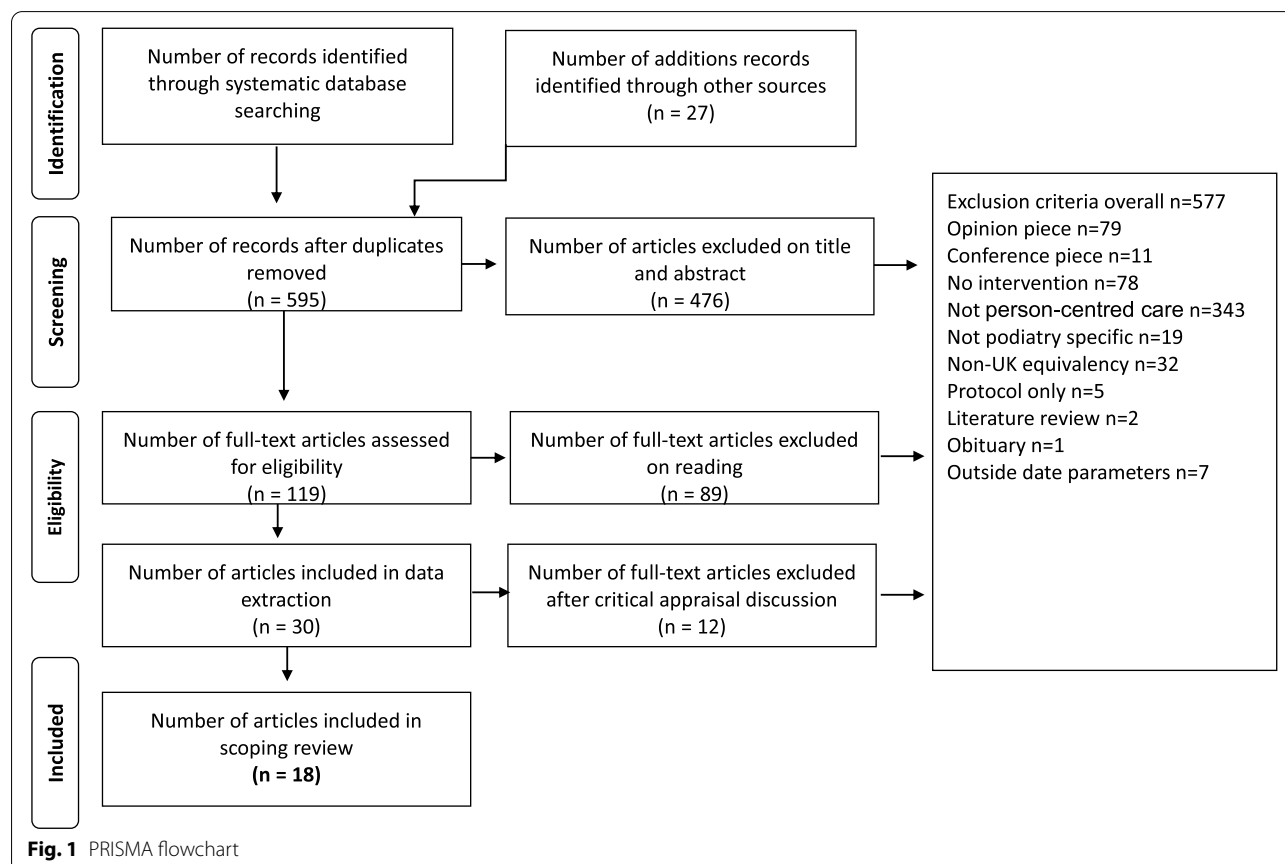 Identification
Number of records identified
through systematic database
searching
Number of additions records
identified through other sources
(n = 27)
Screening
Number of records after duplicates
removed
(n = 595)
Number of articles excluded on title
and abstract
(n = 476)
Exclusion criteria overall n=577
Opinion piece n=79
Conference piece n=11
No intervention n=78
Not person-centred care n=343
Not podiatry specific n=19
Non-UK equivalency n=32
Protocol only n=5
Literature review n=2
Obituary n=1
Outside date parameters n=7
Eligibility
Number of full-text articles assessed
for eligibility
(n = 119)
Number of full-text articles excluded
on reading
(n = 89)
Number of articles included in data
extraction
(n = 30)
Number of full-text articles excluded
after critical appraisal discussion
(n = 12)
Included
Number of articles included in
scoping review
(n = 18)
Fig. 1 PRISMA flowchart